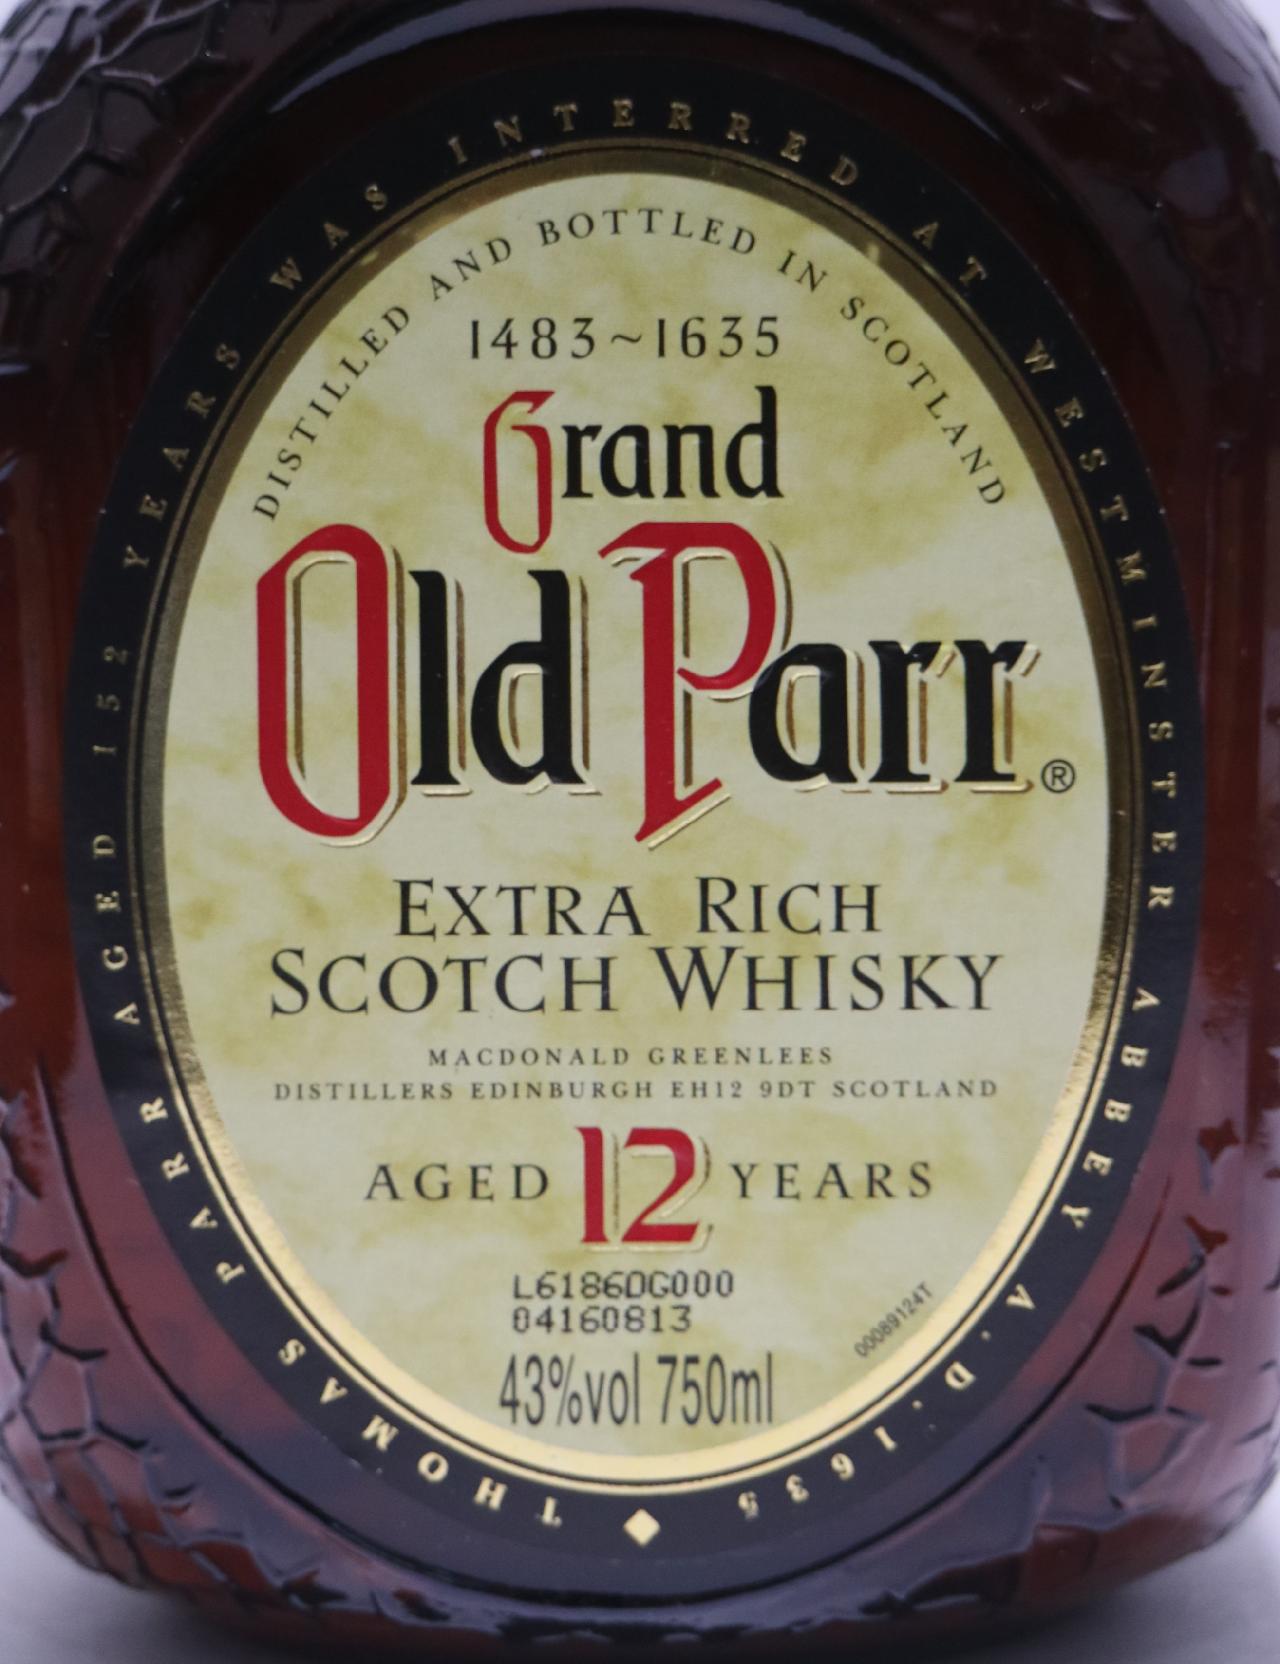 THOMAS PARR AGED 152 YEARS WAS INTERRED AT WESTMINSTER ABBEY A.D.1635
DISTILLED AND BOTTLED IN SCOTLAND
1483~1635
Grand
Old Parr®
EXTRA RICH
SCOTCH WHISKY
MACDONALD GREENLEES
DISTILLERS EDINBURGH EH12 9DT SCOTLAND
AGED 12 YEARS
L6186DG000
04160813
00089124T
43%vol 750ml